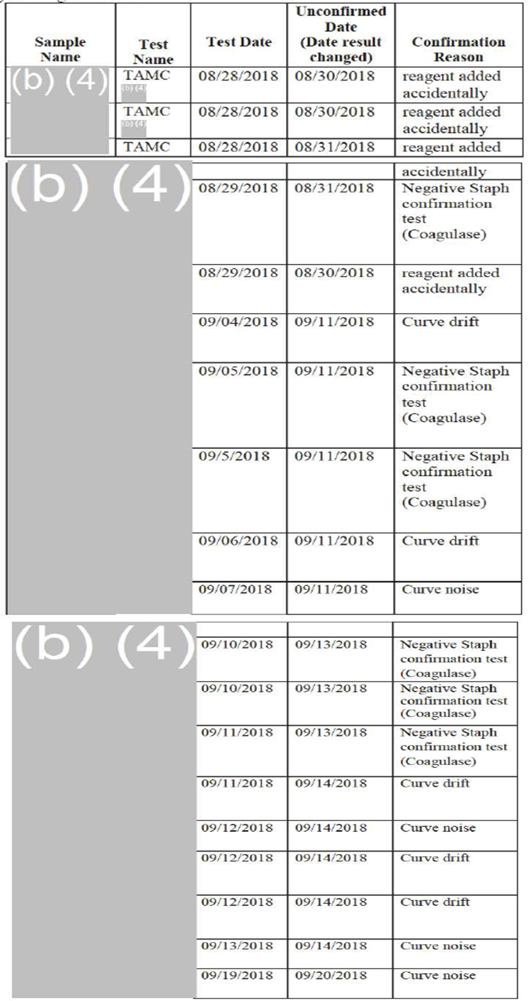 Sample Name | Test Name | Test Date | Unconfirmed Date (Date result changed) | Confirmation Reason
(b) (4) | TAMC (b) (4) | 08/28/2018 | 08/30/2018 | reagent added accidentally
TAMC (b) (4) | 08/28/2018 | 08/30/2018 | reagent added accidentally
TAMC | 08/28/2018 | 08/31/2018 | reagent added
(b) (4) | accidentally
08/29/2018 | 08/31/2018 | Negative Staph confirmation test (Coagulase)
08/29/2018 | 08/30/2018 | reagent added accidentally
09/04/2018 | 09/11/2018 | Curve drift
09/05/2018 | 09/11/2018 | Negative Staph confirmation test (Coagulase)
09/5/2018 | 09/11/2018 | Negative Staph confirmation test (Coagulase)
09/06/2018 | 09/11/2018 | Curve drift
09/07/2018 | 09/11/2018 | Curve noise
(b) (4)
09/10/2018 | 09/13/2018 | Negative Staph confirmation test (Coagulase)
09/10/2018 | 09/13/2018 | Negative Staph confirmation test (Coagulase)
09/11/2018 | 09/13/2018 | Negative Staph confirmation test (Coagulase)
09/11/2018 | 09/14/2018 | Curve drift
09/12/2018 | 09/14/2018 | Curve noise
09/12/2018 | 09/14/2018 | Curve drift
09/12/2018 | 09/14/2018 | Curve drift
09/13/2018 | 09/14/2018 | Curve noise
09/19/2018 | 09/20/2018 | Curve noise